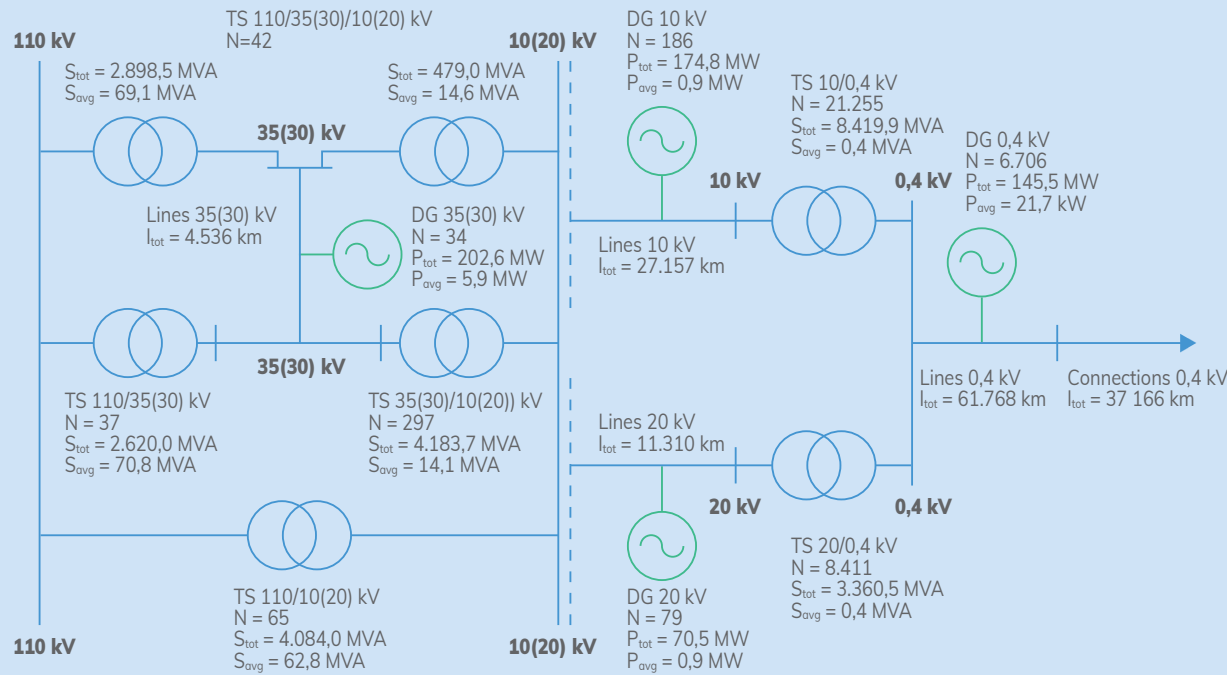 TS 110/35(30)/10(20) kV
N=42
110 kV
10(20) kV
Stot = 2.898,5 MVA
Savg = 69,1 MVA
Stot = 479,0 MVA
Savg = 14,6 MVA
35(30) kV
Lines 35(30) kV
ltot = 4.536 km
DG 35(30) kV
N = 34
Ptot = 202,6 MW
Pavg = 5,9 MW
35(30) kV
TS 110/35(30) kV
N = 37
Stot = 2.620,0 MVA
Savg = 70,8 MVA
TS 35(30)/10(20)) kV
N = 297
Stot = 4.183,7 MVA
Savg = 14,1 MVA
TS 110/10(20) kV
N = 65
Stot = 4.084,0 MVA
Savg = 62,8 MVA
110 kV
10(20) kV
DG 10 kV
N = 186
Ptot = 174,8 MW
Pavg = 0,9 MW
TS 10/0,4 kV
N = 21.255
Stot = 8.419,9 MVA
Savg = 0,4 MVA
DG 0,4 kV
N = 6.706
Ptot = 145,5 MW
Pavg = 21,7 kW
10 kV
0,4 kV
Lines 10 kV
ltot = 27.157 km
Lines 0,4 kV
ltot = 61.768 km
Connections 0,4 kV
ltot = 37 166 km
Lines 20 kV
ltot = 11.310 km
20 kV
0,4 kV
TS 20/0,4 kV
N = 8.411
Stot = 3.360,5 MVA
Savg = 0,4 MVA
DG 20 kV
N = 79
Ptot = 70,5 MW
Pavg = 0,9 MW